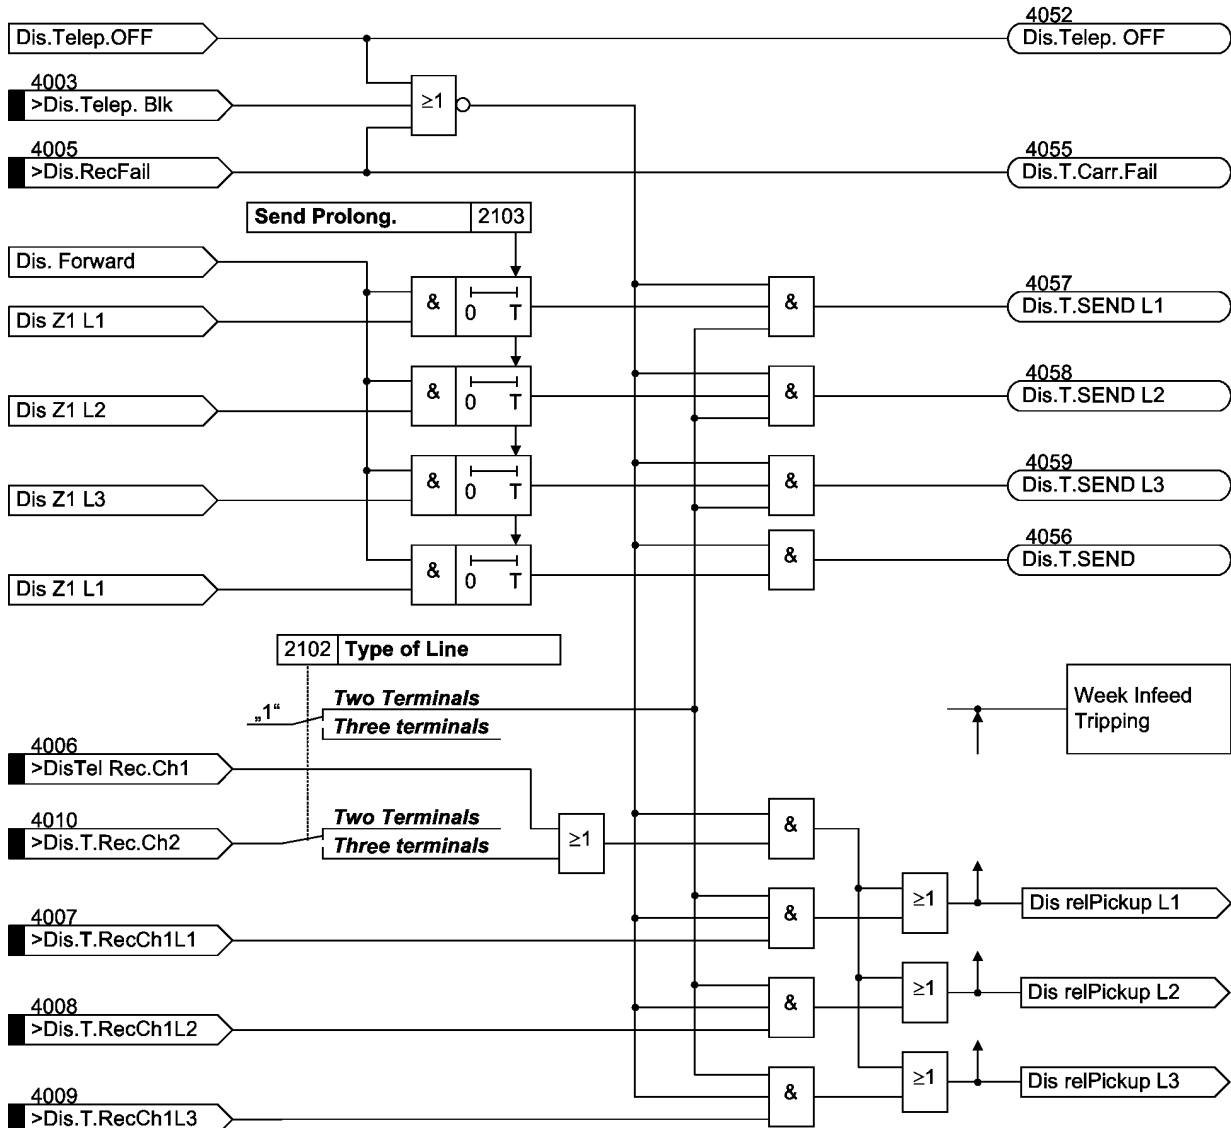 4052
Dis.Telep.OFF
Dis.Telep. OFF
4003
>Dis.Telep. Blk
≥1
4005
>Dis.RecFail
4055
Dis.T.Carr.Fail
Send Prolong. 2103
Dis. Forward
& 0 T &
4057
Dis.T.SEND L1
Dis Z1 L1
& 0 T &
4058
Dis.T.SEND L2
Dis Z1 L2
& 0 T &
4059
Dis.T.SEND L3
Dis Z1 L3
& 0 T &
4056
Dis.T.SEND
Dis Z1 L1
2102 Type of Line
„1“
Two Terminals
Three terminals
Week Infeed
Tripping
4006
>DisTel Rec.Ch1
4010
>Dis.T.Rec.Ch2
Two Terminals
Three terminals
≥1
&
4007
>Dis.T.RecCh1L1
&
≥1
Dis relPickup L1
4008
>Dis.T.RecCh1L2
&
≥1
Dis relPickup L2
4009
>Dis.T.RecCh1L3
&
≥1
Dis relPickup L3